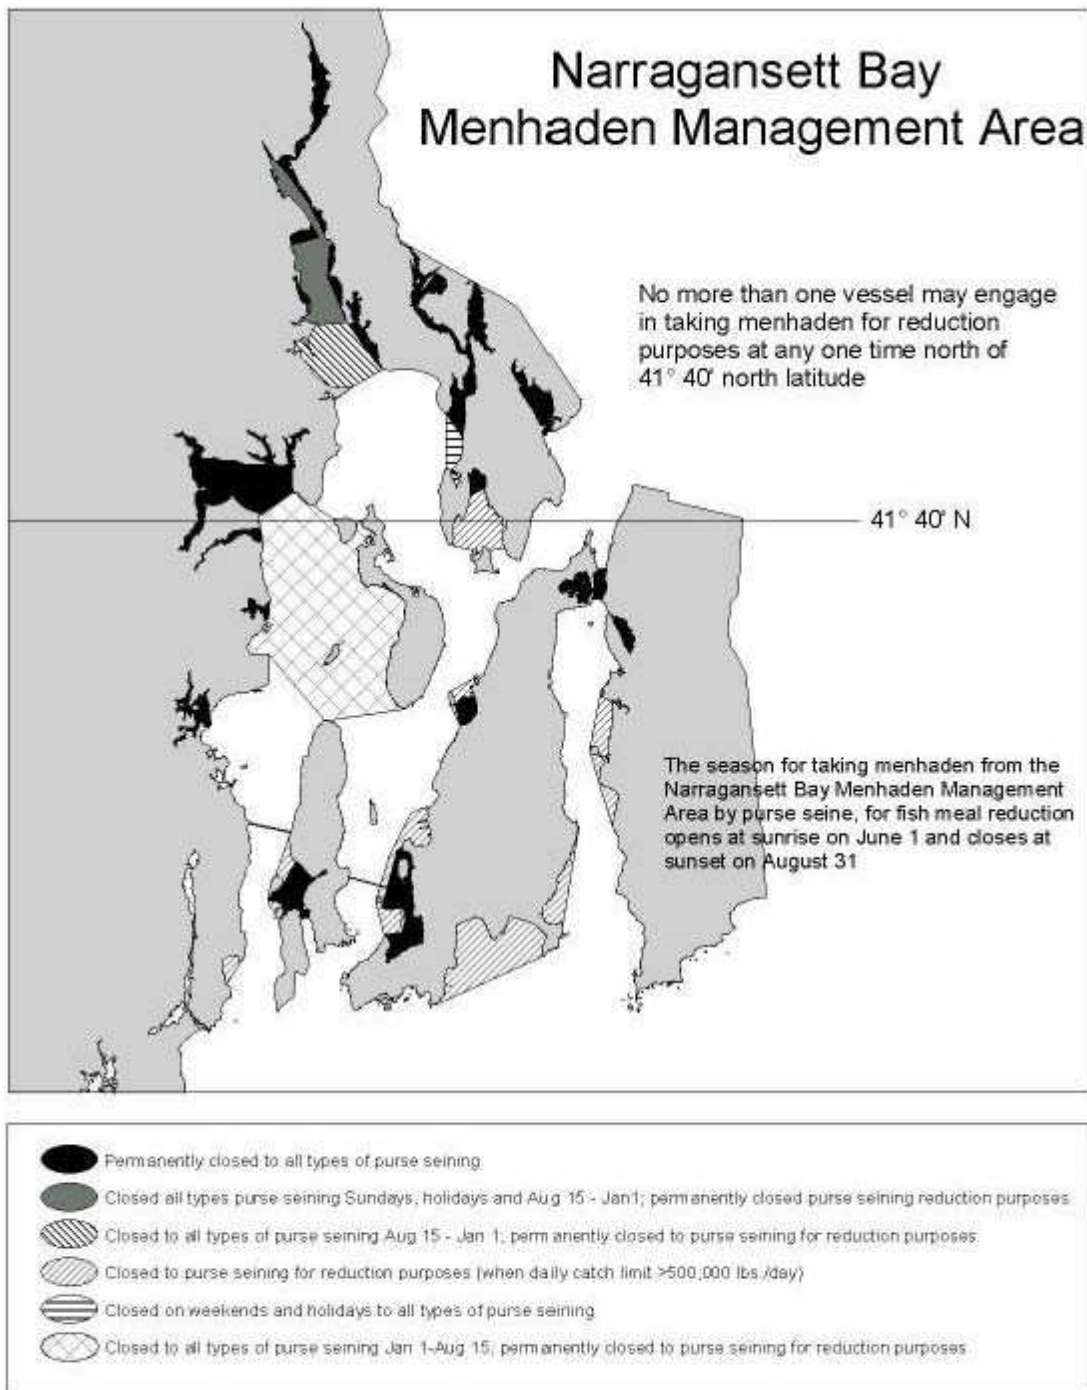 Narragansett Bay
Menhaden Management Area
No more than one vessel may engage
in taking menhaden for reduction
purposes at any one time north of
41° 40' north latitude
41° 40' N
The season for taking menhaden from the
Narragansett Bay Menhaden Management
Area by purse seine, for fish meal reduction
opens at sunrise on June 1 and closes at
sunset on August 31
Permanently closed to all types of purse seining
Closed all types purse seining Sundays, holidays and Aug 15 - Jan1; permanently closed purse seining reduction purposes
Closed to all types of purse seining Aug 15 - Jan 1; permanently closed to purse seining for reduction purposes
Closed to purse seining for reduction purposes (when daily catch limit >500,000 lbs./day)
Closed on weekends and holidays to all types of purse seining
Closed to all types of purse seining Jan 1-Aug 15; permanently closed to purse seining for reduction purposes